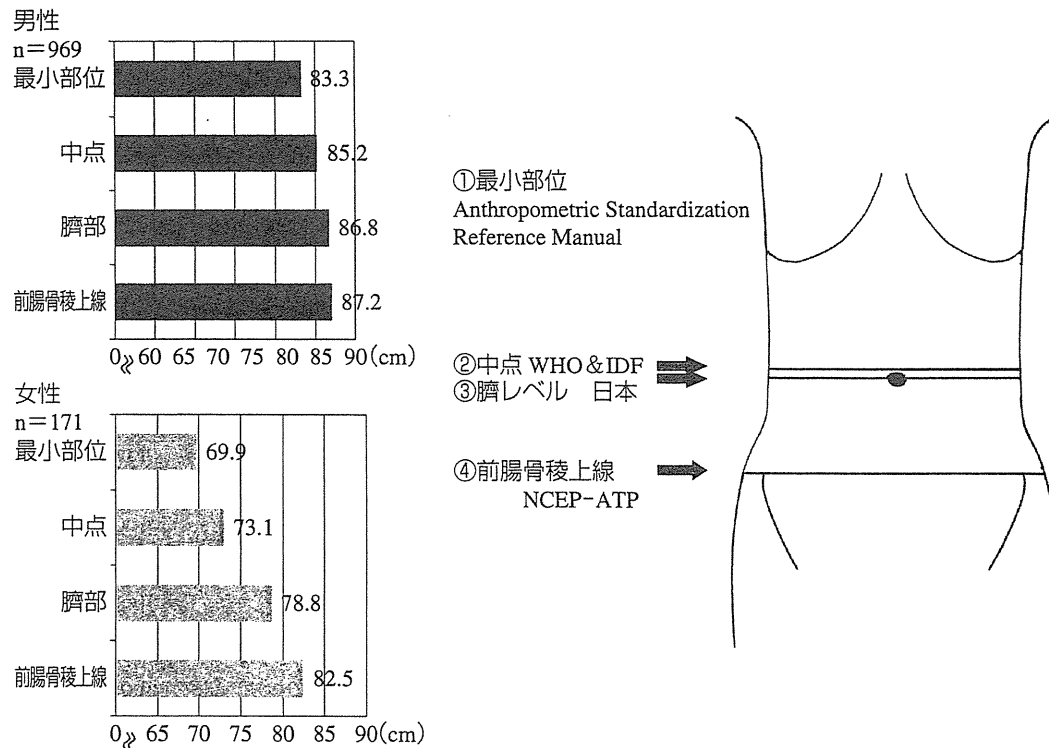 男性
n=969
最小部位 83.3
中点 85.2
臍部 86.8
前腸骨稜上線 87.2
0 60 65 70 75 80 85 90(cm)
女性
n=171
最小部位 69.9
中点 73.1
臍部 78.8
前腸骨稜上線 82.5
0 65 70 75 80 85 90(cm)
①最小部位
Anthropometric Standardization
Reference Manual
②中点 WHO&IDF
③臍レベル 日本
④前腸骨稜上線
NCEP-ATP